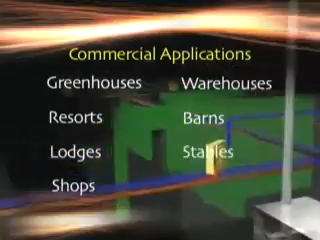 Commercial Applications
Greenhouses Warehouses
Resorts Barns
Lodges Stables
Shops